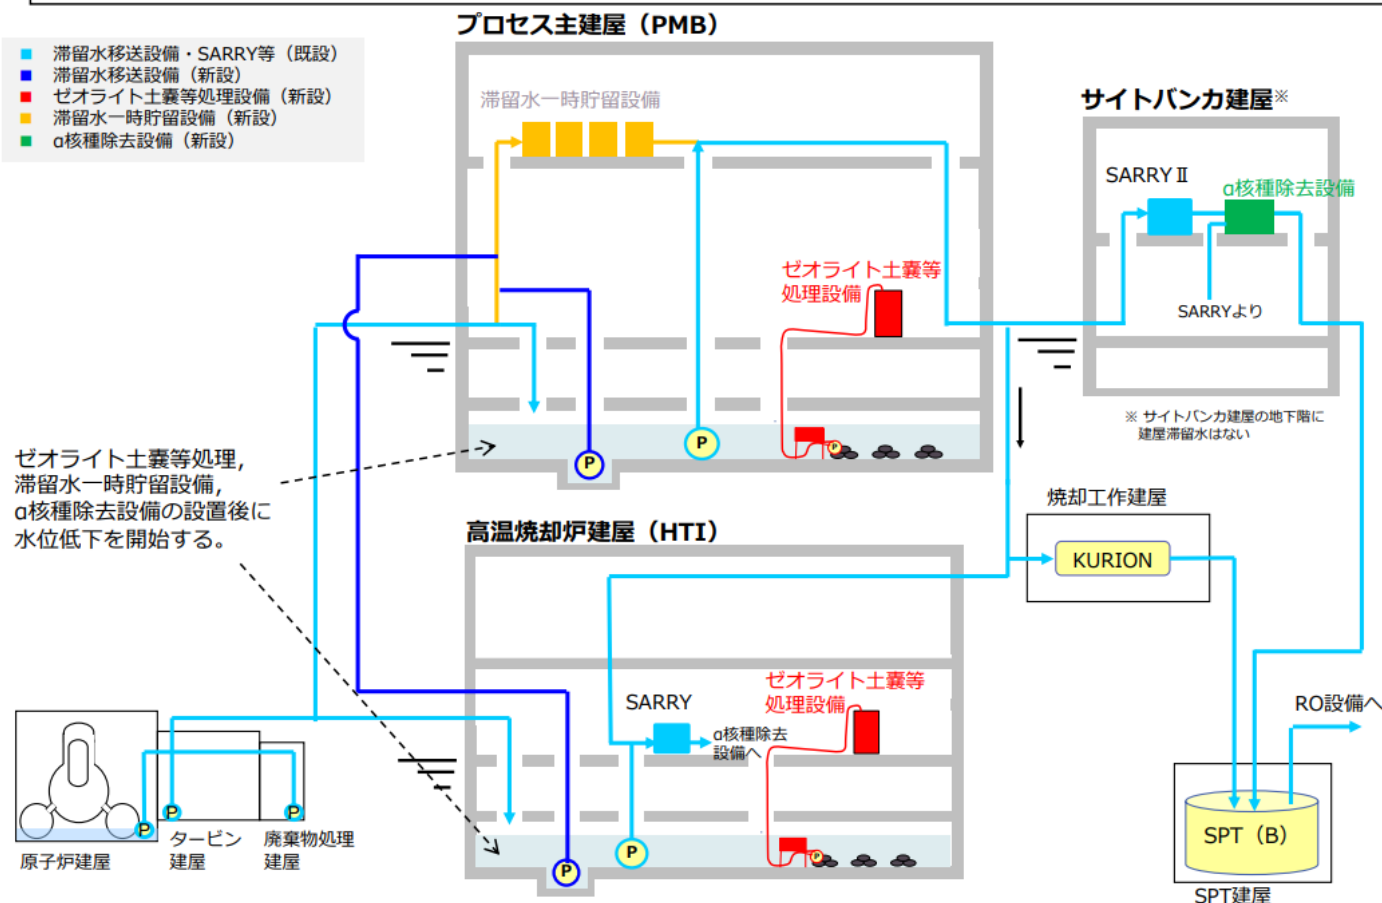 プロセス主建屋（PMB）
滞留水移送設備・SARRY等（既設）
滞留水移送設備（新設）
ゼオライト土嚢等処理設備（新設）
滞留水一時貯留設備（新設）
α核種除去設備（新設）
滞留水一時貯留設備
サイトバンカ建屋※
SARRYⅡ
α核種除去設備
SARRYより
ゼオライト土嚢等
処理設備
P
P
P
※ サイトバンカ建屋の地下階に
建屋滞留水はない
ゼオライト土嚢等処理,
滞留水一時貯留設備,
α核種除去設備の設置後に
水位低下を開始する。
焼却工作建屋
KURION
高温焼却炉建屋（HTI）
SARRY
α核種除去
設備へ
ゼオライト土嚢等
処理設備
P
P
P
P
P
P
原子炉建屋
タービン
建屋
廃棄物処理
建屋
RO設備へ
SPT（B）
SPT建屋